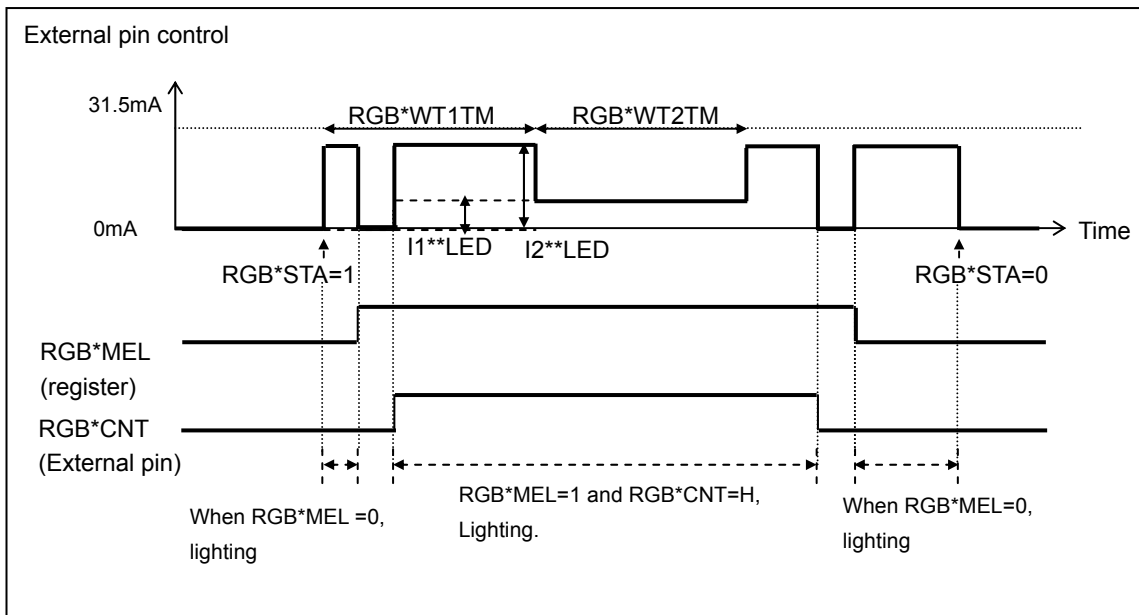 External pin control
31.5mA
RGB*WT1TM
RGB*WT2TM
0mA
I1**LED
I2**LED
Time
RGB*STA=1
RGB*STA=0
RGB*MEL
(register)
RGB*CNT
(External pin)
When RGB*MEL =0,
lighting
RGB*MEL=1 and RGB*CNT=H,
Lighting.
When RGB*MEL=0,
lighting